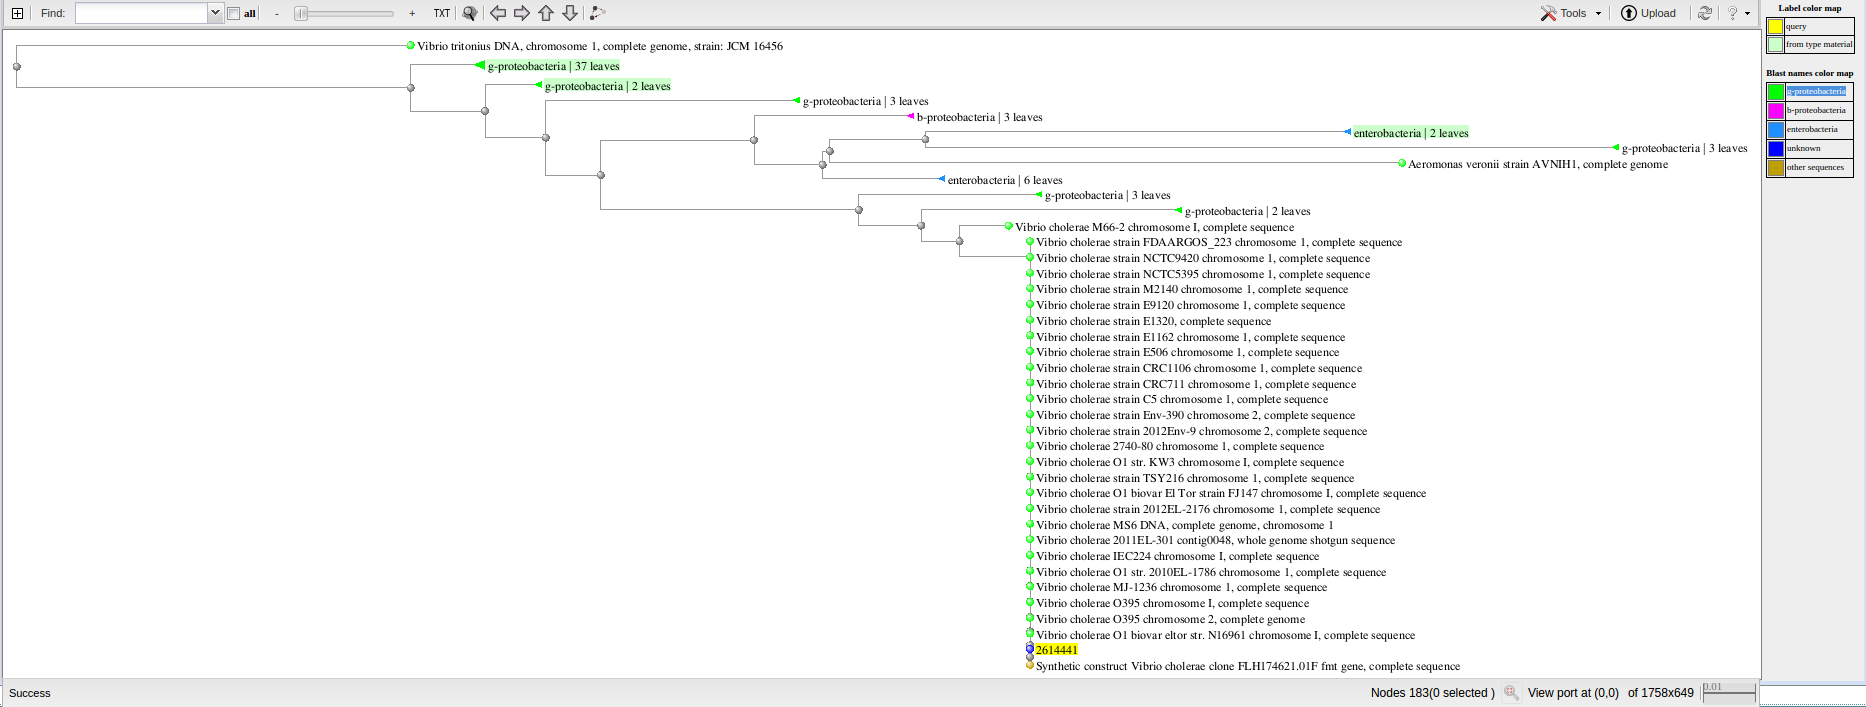 Find: all - + TXT Tools Upload ?
Vibrio tritonius DNA, chromosome 1, complete genome, strain: JCM 16456
g-proteobacteria | 37 leaves
g-proteobacteria | 2 leaves
g-proteobacteria | 3 leaves
b-proteobacteria | 3 leaves
enterobacteria | 2 leaves
g-proteobacteria | 3 leaves
Aeromonas veronii strain AVNIH1, complete genome
enterobacteria | 6 leaves
g-proteobacteria | 3 leaves
g-proteobacteria | 2 leaves
Vibrio cholerae M66-2 chromosome I, complete sequence
Vibrio cholerae strain FDAARGOS_223 chromosome 1, complete sequence
Vibrio cholerae strain NCTC9420 chromosome 1, complete sequence
Vibrio cholerae strain NCTC5395 chromosome 1, complete sequence
Vibrio cholerae strain M2140 chromosome 1, complete sequence
Vibrio cholerae strain E9120 chromosome 1, complete sequence
Vibrio cholerae strain E1320, complete sequence
Vibrio cholerae strain E1162 chromosome 1, complete sequence
Vibrio cholerae strain E506 chromosome 1, complete sequence
Vibrio cholerae strain CRC1106 chromosome 1, complete sequence
Vibrio cholerae strain CRC711 chromosome 1, complete sequence
Vibrio cholerae strain C5 chromosome 1, complete sequence
Vibrio cholerae strain Env-390 chromosome 2, complete sequence
Vibrio cholerae strain 2012Env-9 chromosome 2, complete sequence
Vibrio cholerae 2740-80 chromosome 1, complete sequence
Vibrio cholerae O1 str. KW3 chromosome I, complete sequence
Vibrio cholerae strain TSY216 chromosome 1, complete sequence
Vibrio cholerae O1 biovar El Tor strain FJ147 chromosome I, complete sequence
Vibrio cholerae strain 2012EL-2176 chromosome 1, complete sequence
Vibrio cholerae MS6 DNA, complete genome, chromosome 1
Vibrio cholerae 2011EL-301 contig0048, whole genome shotgun sequence
Vibrio cholerae IEC224 chromosome I, complete sequence
Vibrio cholerae O1 str. 2010EL-1786 chromosome 1, complete sequence
Vibrio cholerae MJ-1236 chromosome 1, complete sequence
Vibrio cholerae O395 chromosome I, complete sequence
Vibrio cholerae O395 chromosome 2, complete genome
Vibrio cholerae O1 biovar eltor str. N16961 chromosome I, complete sequence
2614441
Synthetic construct Vibrio cholerae clone FLH174621.01F fmt gene, complete sequence
Success Nodes 183(0 selected ) View port at (0,0) of 1758x649 0.01
Label color map
query
from type material
Blast names color map
g-proteobacteria
b-proteobacteria
enterobacteria
unknown
other sequences